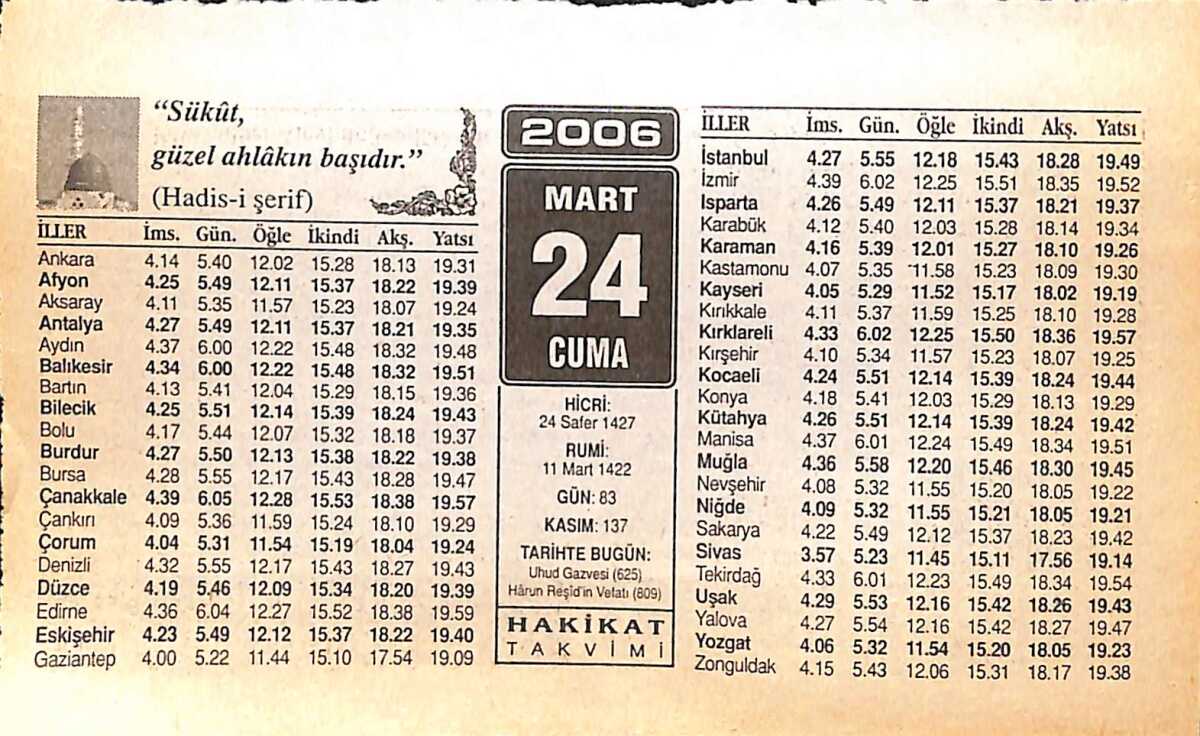 “Sükût,
güzel ahlâkın başıdır.”
(Hadis-i şerif)
İLLER İms. Gün. Öğle İkindi Akş. Yatsı
Ankara 4.14 5.40 12.02 15.28 18.13 19.31
Afyon 4.25 5.49 12.11 15.37 18.22 19.39
Aksaray 4.11 5.35 11.57 15.23 18.07 19.24
Antalya 4.27 5.49 12.11 15.37 18.21 19.35
Aydın 4.37 6.00 12.22 15.48 18.32 19.48
Balıkesir 4.34 6.00 12.22 15.48 18.32 19.51
Bartın 4.13 5.41 12.04 15.29 18.15 19.36
Bilecik 4.25 5.51 12.14 15.39 18.24 19.43
Bolu 4.17 5.44 12.07 15.32 18.18 19.37
Burdur 4.27 5.50 12.13 15.38 18.22 19.38
Bursa 4.28 5.55 12.17 15.43 18.28 19.47
Çanakkale 4.39 6.05 12.28 15.53 18.38 19.57
Çankırı 4.09 5.36 11.59 15.24 18.10 19.29
Çorum 4.04 5.31 11.54 15.19 18.04 19.24
Denizli 4.32 5.55 12.17 15.43 18.27 19.43
Düzce 4.19 5.46 12.09 15.34 18.20 19.39
Edirne 4.36 6.04 12.27 15.52 18.38 19.59
Eskişehir 4.23 5.49 12.12 15.37 18.22 19.40
Gaziantep 4.00 5.22 11.44 15.10 17.54 19.09
2006
MART
24
CUMA
HİCRİ:
24 Safer 1427
RUMİ:
11 Mart 1422
GÜN: 83
KASIM: 137
TARİHTE BUGÜN:
Uhud Gazvesi (625)
Hârun Reşîd'in Vefatı (809)
HAKİKAT
TAKVİMİ
İLLER İms. Gün. Öğle İkindi Akş. Yatsı
İstanbul 4.27 5.55 12.18 15.43 18.28 19.49
İzmir 4.39 6.02 12.25 15.51 18.35 19.52
Isparta 4.26 5.49 12.11 15.37 18.21 19.37
Karabük 4.12 5.40 12.03 15.28 18.14 19.34
Karaman 4.16 5.39 12.01 15.27 18.10 19.26
Kastamonu 4.07 5.35 11.58 15.23 18.09 19.30
Kayseri 4.05 5.29 11.52 15.17 18.02 19.19
Kırıkkale 4.11 5.37 11.59 15.25 18.10 19.28
Kırklareli 4.33 6.02 12.25 15.50 18.36 19.57
Kırşehir 4.10 5.34 11.57 15.23 18.07 19.25
Kocaeli 4.24 5.51 12.14 15.39 18.24 19.44
Konya 4.18 5.41 12.03 15.29 18.13 19.29
Kütahya 4.26 5.51 12.14 15.39 18.24 19.42
Manisa 4.37 6.01 12.24 15.49 18.34 19.51
Muğla 4.36 5.58 12.20 15.46 18.30 19.45
Nevşehir 4.08 5.32 11.55 15.20 18.05 19.22
Niğde 4.09 5.32 11.55 15.21 18.05 19.21
Sakarya 4.22 5.49 12.12 15.37 18.23 19.42
Sivas 3.57 5.23 11.45 15.11 17.56 19.14
Tekirdağ 4.33 6.01 12.23 15.49 18.34 19.54
Uşak 4.29 5.53 12.16 15.42 18.26 19.43
Yalova 4.27 5.54 12.16 15.42 18.27 19.47
Yozgat 4.06 5.32 11.54 15.20 18.05 19.23
Zonguldak 4.15 5.43 12.06 15.31 18.17 19.38